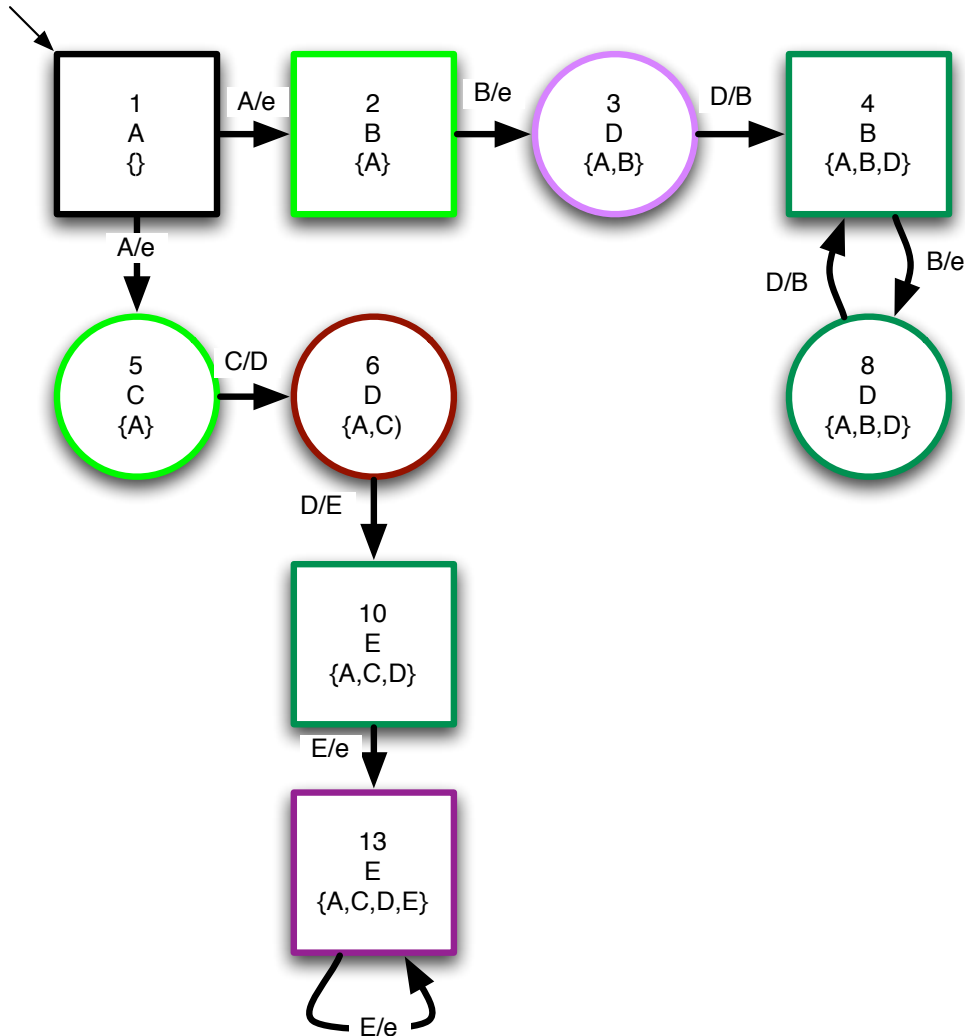 1
A
{}
A/e
2
B
{A}
B/e
3
D
{A,B}
D/B
4
B
{A,B,D}
A/e
D/B
B/e
5
C
{A}
C/D
6
D
{A,C)
8
D
{A,B,D}
D/E
10
E
{A,C,D}
E/e
13
E
{A,C,D,E}
E/e